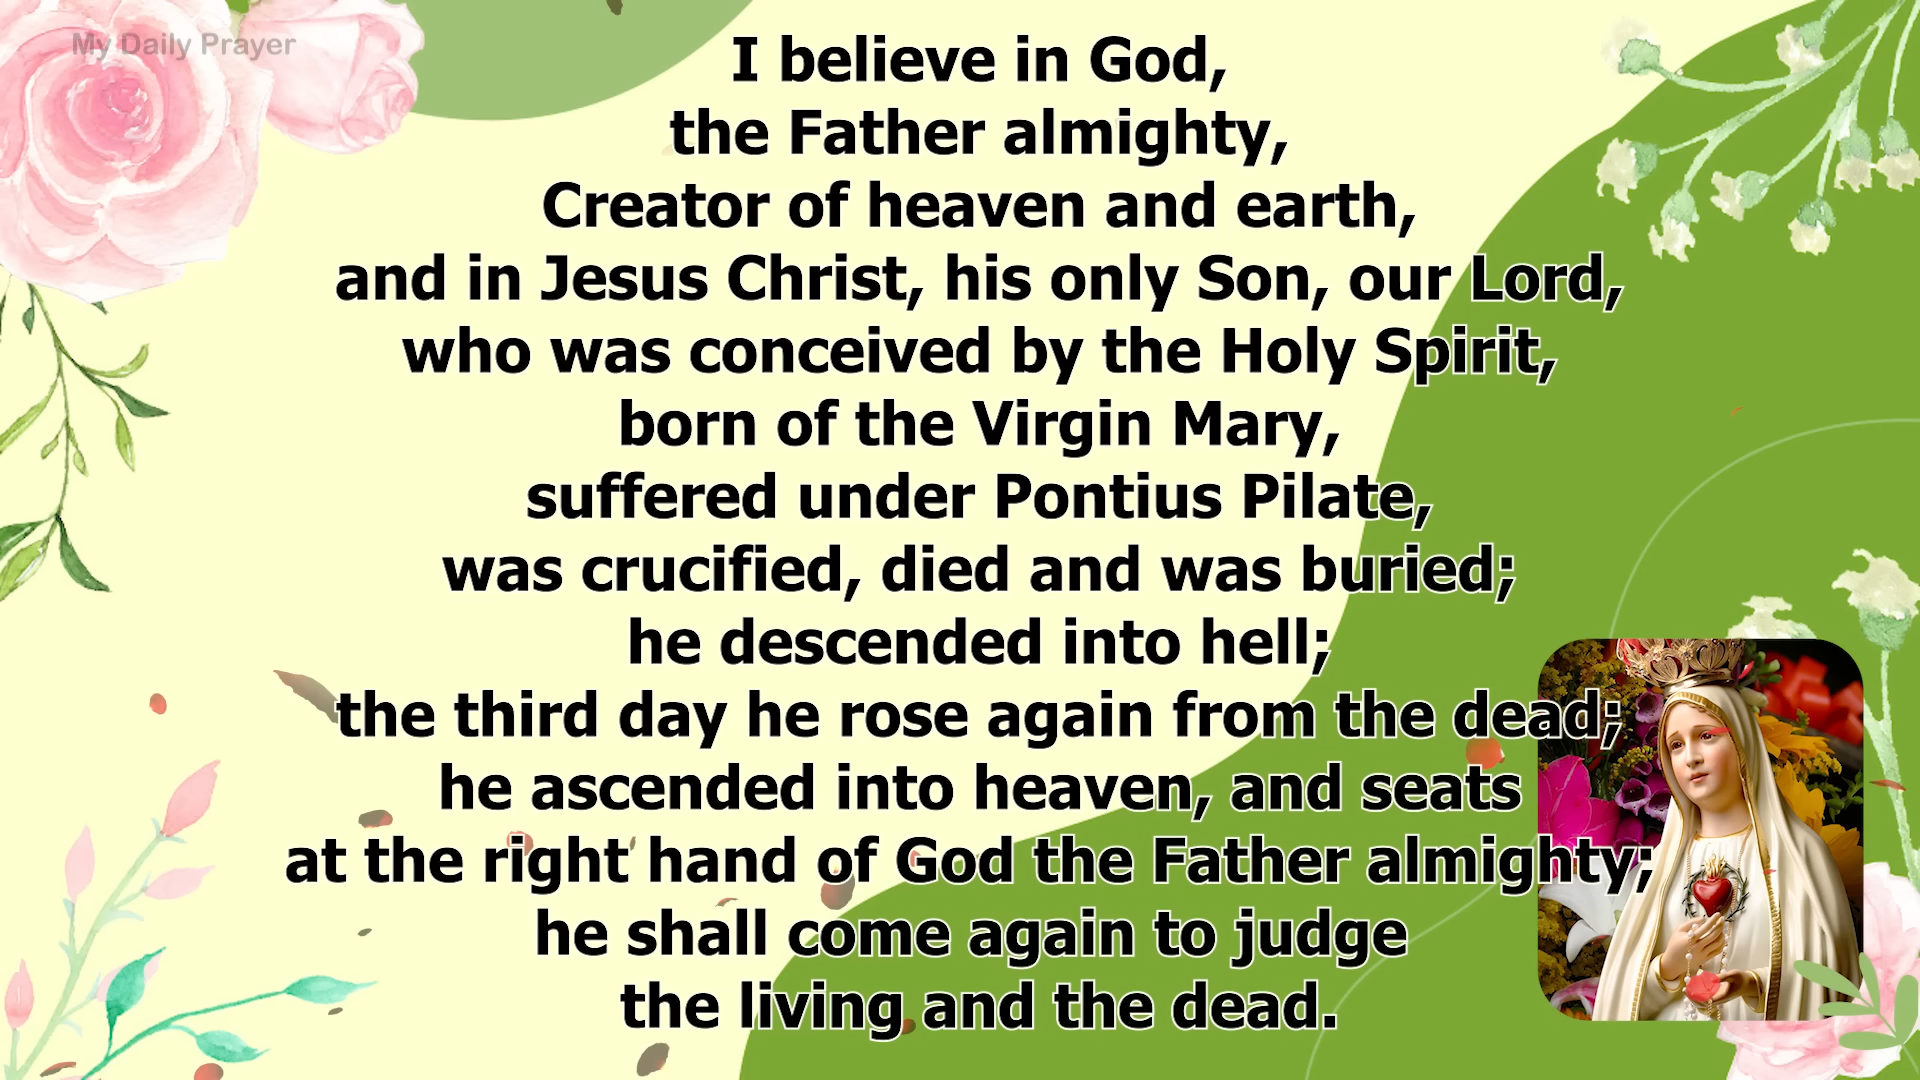 My Daily Prayer
I believe in God,
the Father almighty,
Creator of heaven and earth,
and in Jesus Christ, his only Son, our Lord,
who was conceived by the Holy Spirit,
born of the Virgin Mary,
suffered under Pontius Pilate,
was crucified, died and was buried;
he descended into hell;
the third day he rose again from the dead;
he ascended into heaven, and seats
at the right hand of God the Father almighty;
he shall come again to judge
the living and the dead.